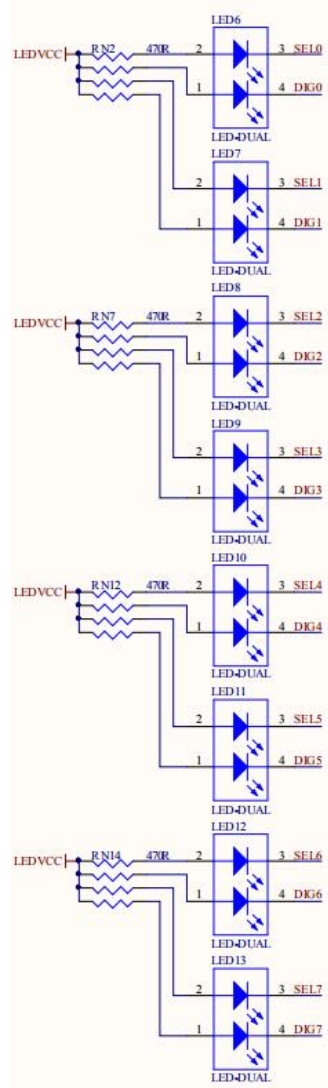 LED6
LEDVCC RN2 470R 2 3 SEL0
1 4 DIG0
LED-DUAL
LED7
2 3 SEL1
1 4 DIG1
LED-DUAL
LED8
LEDVCC RN7 470R 2 3 SEL2
1 4 DIG2
LED-DUAL
LED9
2 3 SEL3
1 4 DIG3
LED-DUAL
LED10
LEDVCC RN12 470R 2 3 SEL4
1 4 DIG4
LED-DUAL
LED11
2 3 SEL5
1 4 DIG5
LED-DUAL
LED12
LEDVCC RN14 470R 2 3 SEL6
1 4 DIG6
LED-DUAL
LED13
2 3 SEL7
1 4 DIG7
LED-DUAL